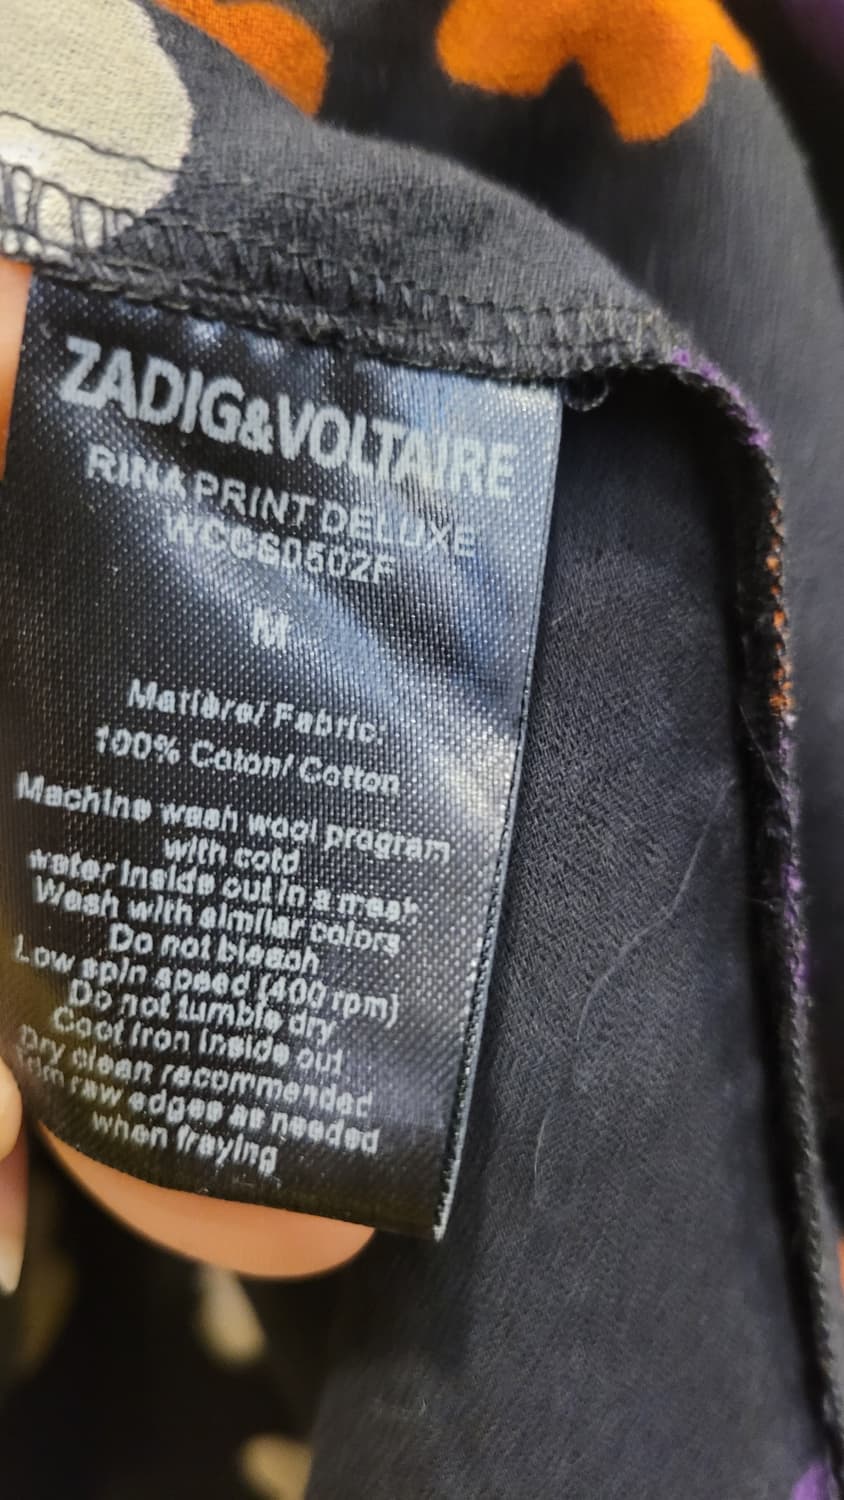 ZADIG&VOLTAIRE
RINA PRINT DELUXE
M
Matière/ Fabric:
100% Coton/ Cotton
Machine wash wool program
with cold
water inside out in a mesh
Wash with similar colors
Do not bleach
Low spin speed (400 rpm)
Do not tumble dry
Cool iron inside out
Dry clean recommended
Trim raw edges as needed
when fraying